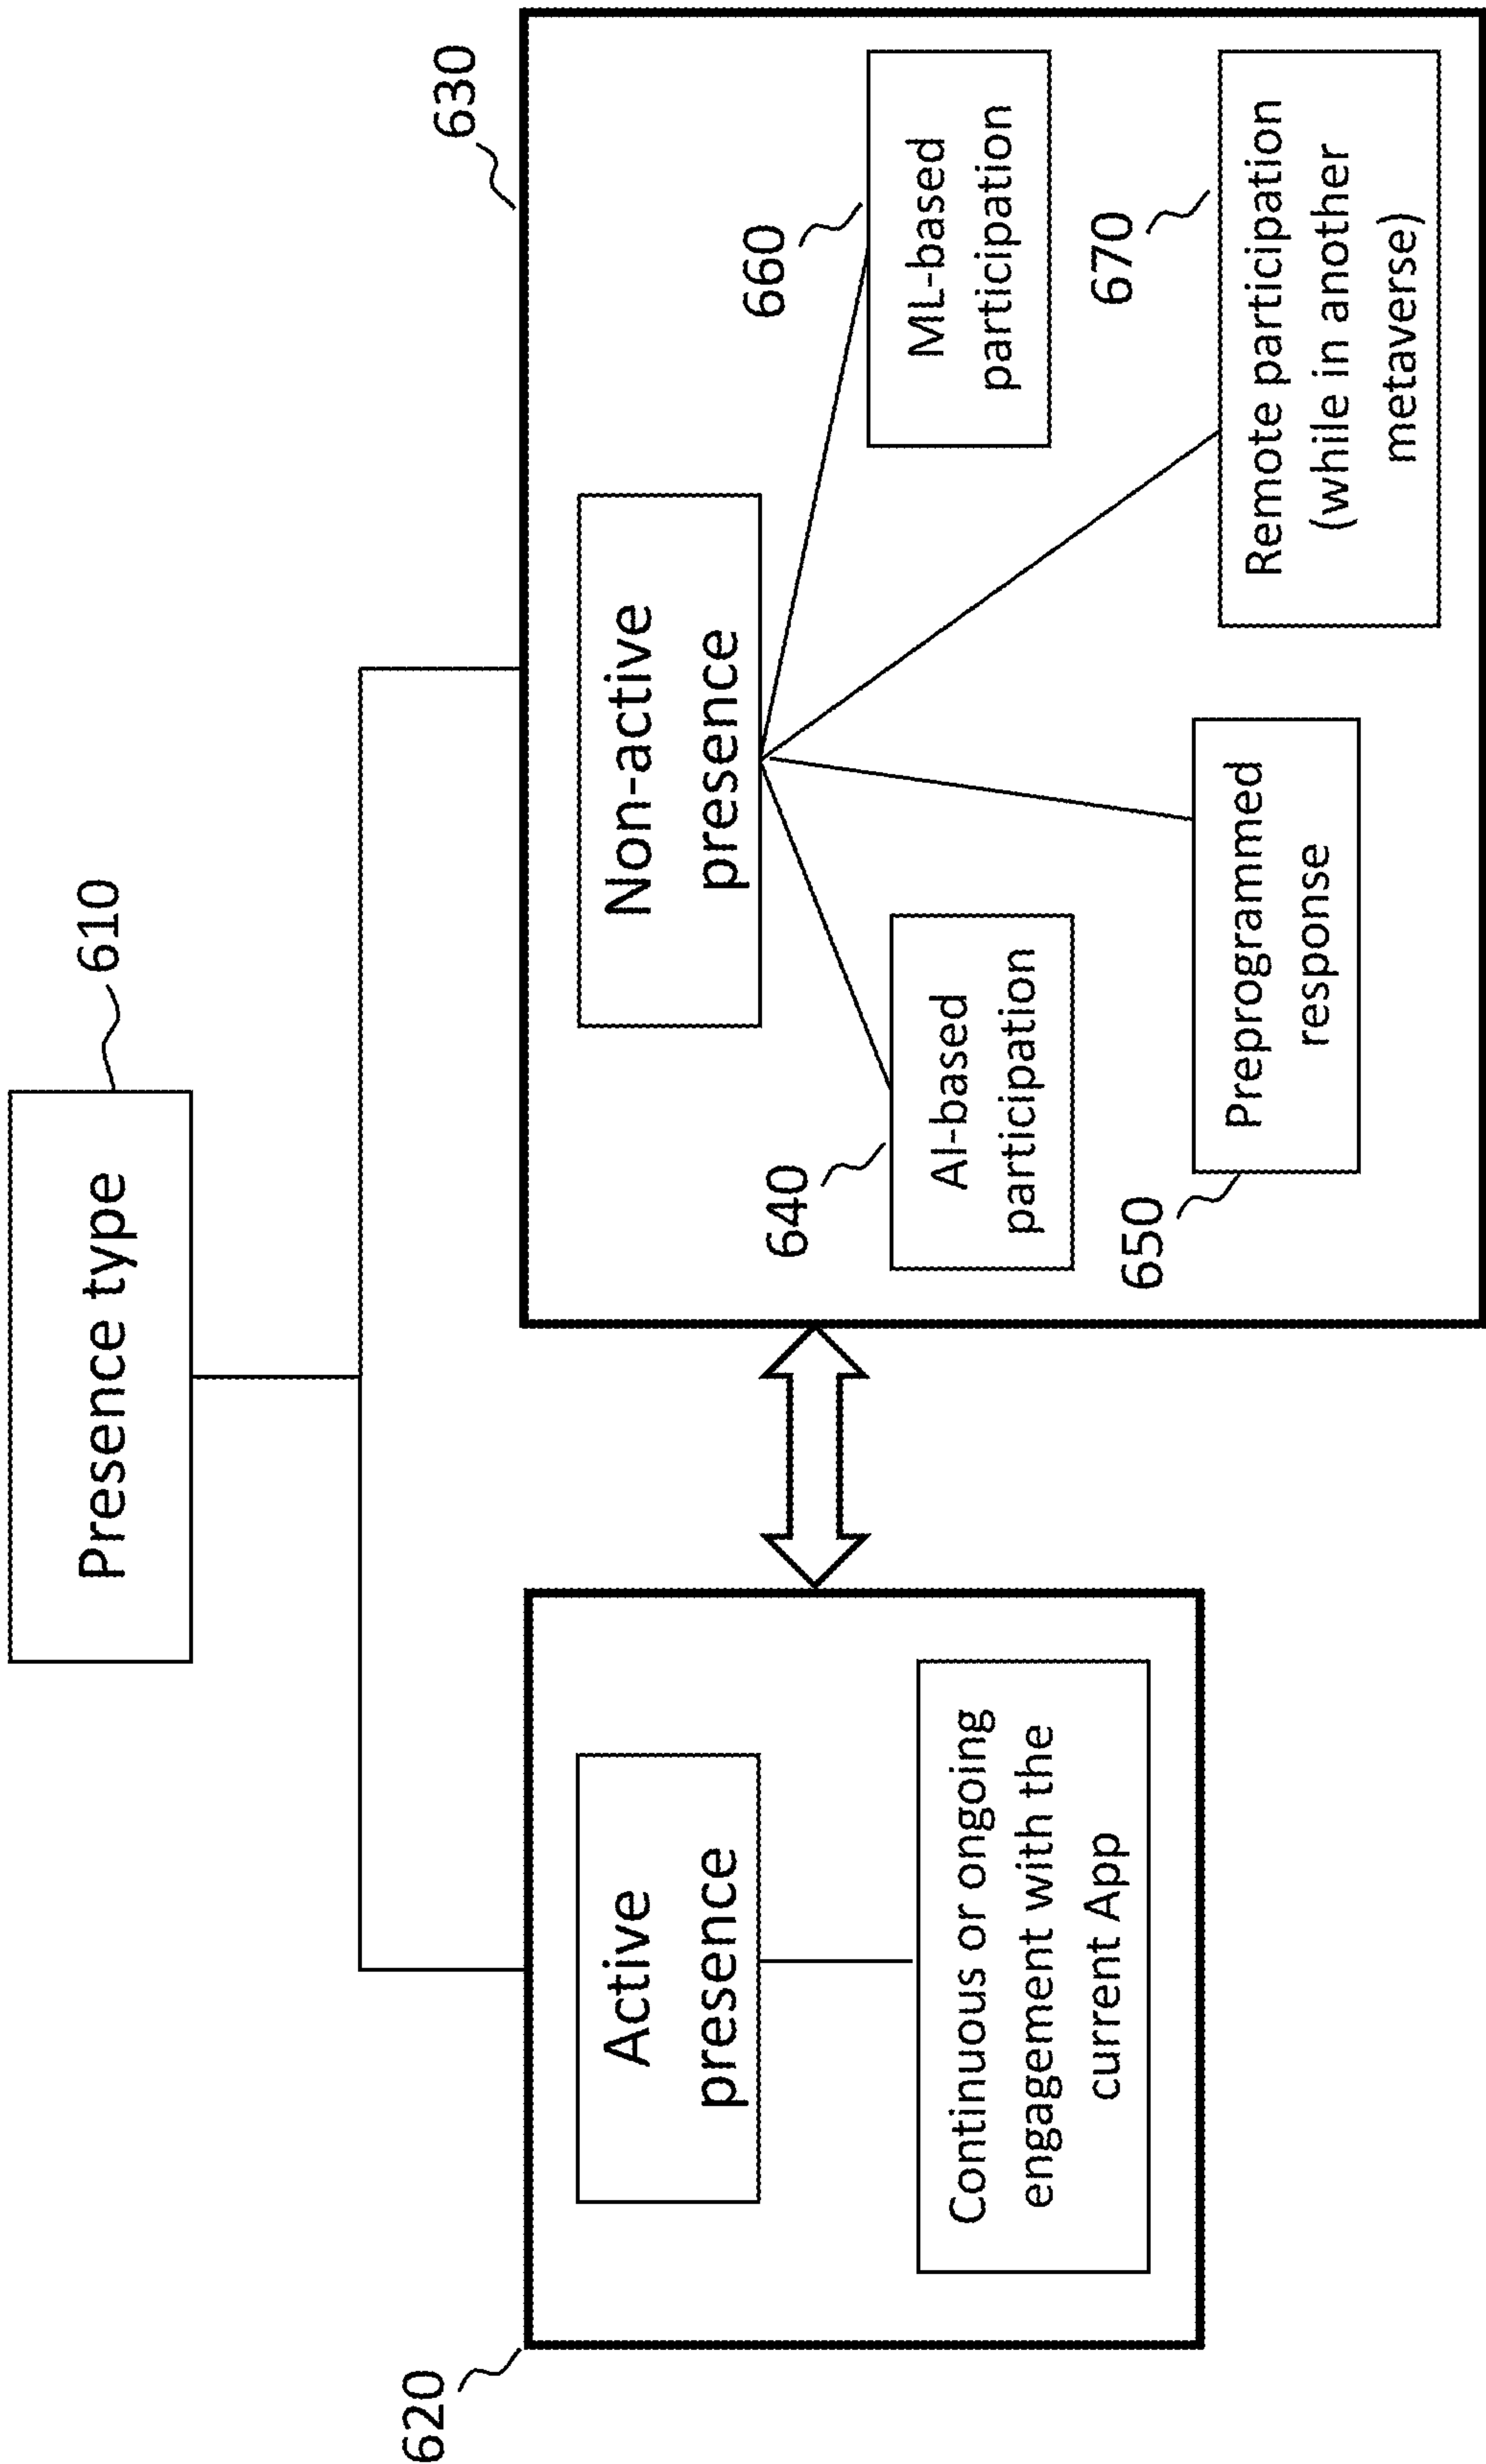 Presence type
610
620
Active
presence
Continuous or ongoing
engagement with the
current App
630
Non-active
presence
640
AI-based
participation
650
Preprogrammed
response
660
ML-based
participation
670
Remote participation
(while in another
metaverse)